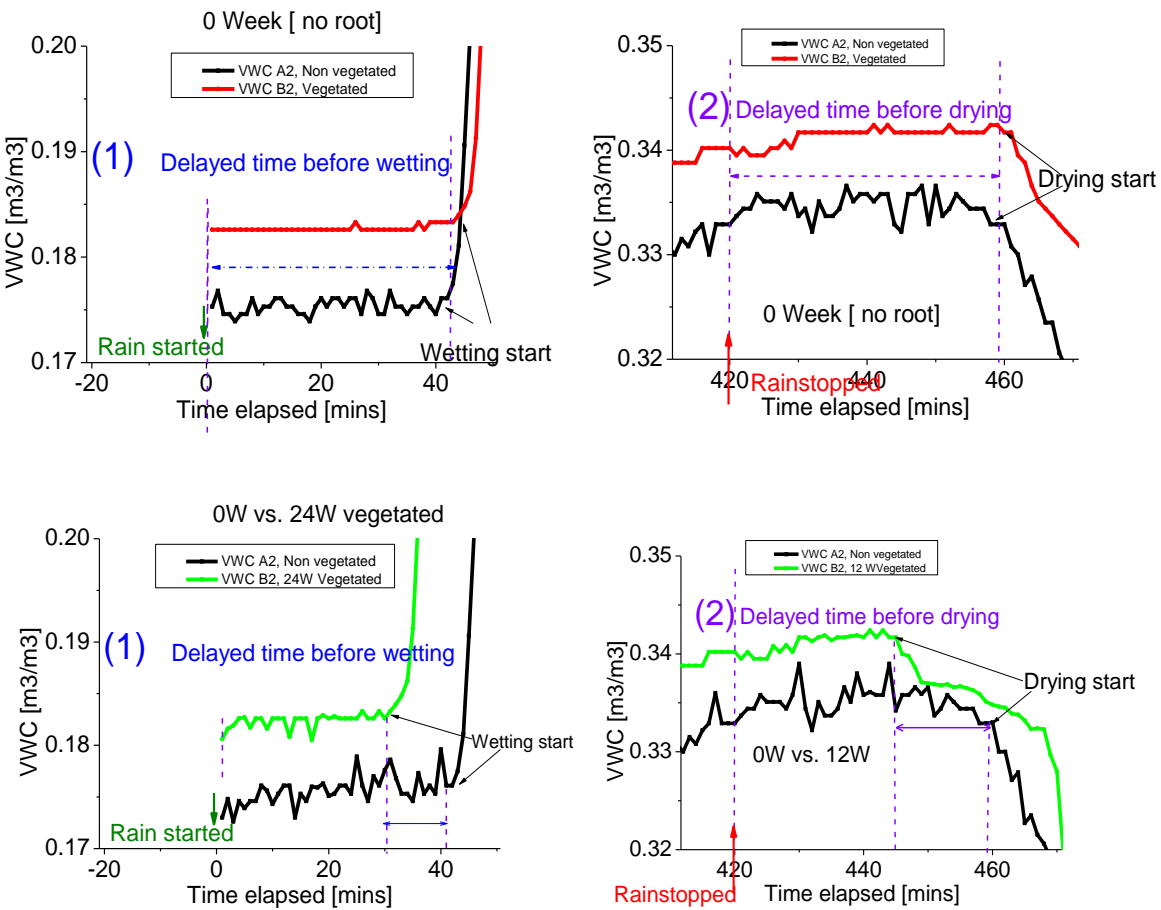 0 Week [ no root]
0.20
VWC A2, Non vegetated
VWC B2, Vegetated
0.19
(1)
Delayed time before wetting
VWC [m3/m3]
0.18
Rain started
Wetting start
0.17
-20 0 20 40
Time elapsed [mins]
0.35
VWC A2, Non vegetated
VWC B2, Vegetated
(2) Delayed time before drying
0.34
Drying start
VWC [m3/m3]
0.33
0 Week [ no root]
0.32
420 440 460
Rainstopped
Time elapsed [mins]
0W vs. 24W vegetated
0.20
VWC A2, Non vegetated
VWC B2, 24W Vegetated
0.19
(1) Delayed time before wetting
VWC [m3/m3]
0.18
Wetting start
Rain started
0.17
-20 0 20 40
Time elapsed [mins]
0.35
VWC A2, Non vegetated
VWC B2, 12 WVegetated
(2) Delayed time before drying
0.34
Drying start
VWC [m3/m3]
0.33
0W vs. 12W
0.32
420 440 460
Rainstopped
Time elapsed [mins]